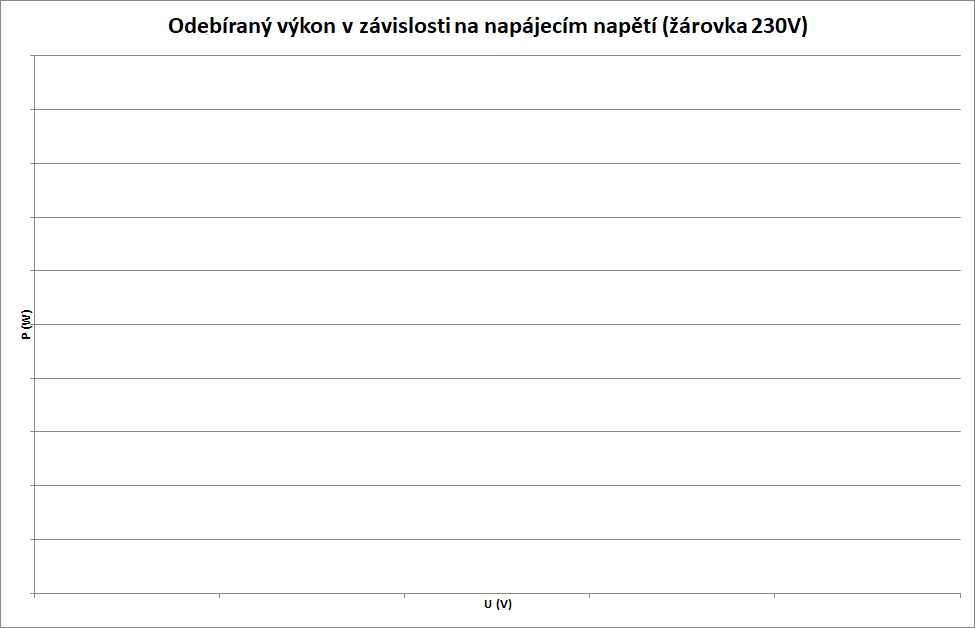 Odebíraný výkon v závislosti na napájecím napětí (žárovka 230V)
P (W)
U (V)